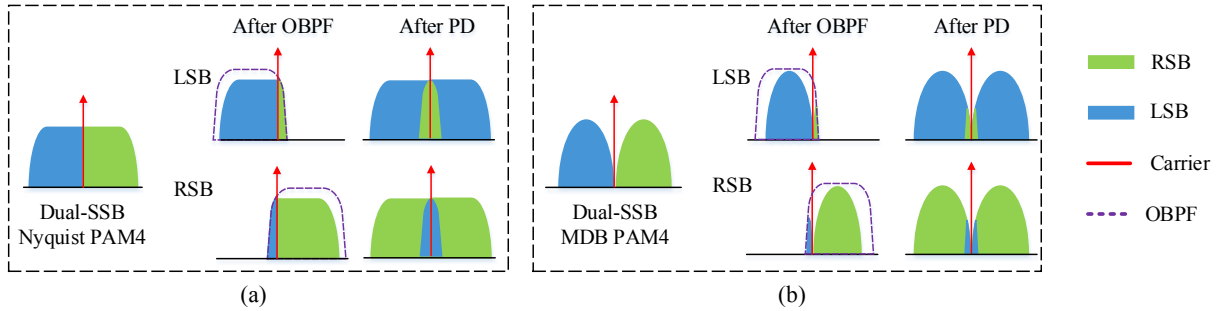 After OBPF
After PD
LSB
RSB
Dual-SSB
Nyquist PAM4
(a)
After OBPF
After PD
LSB
RSB
Dual-SSB
MDB PAM4
(b)
RSB
LSB
Carrier
OBPF